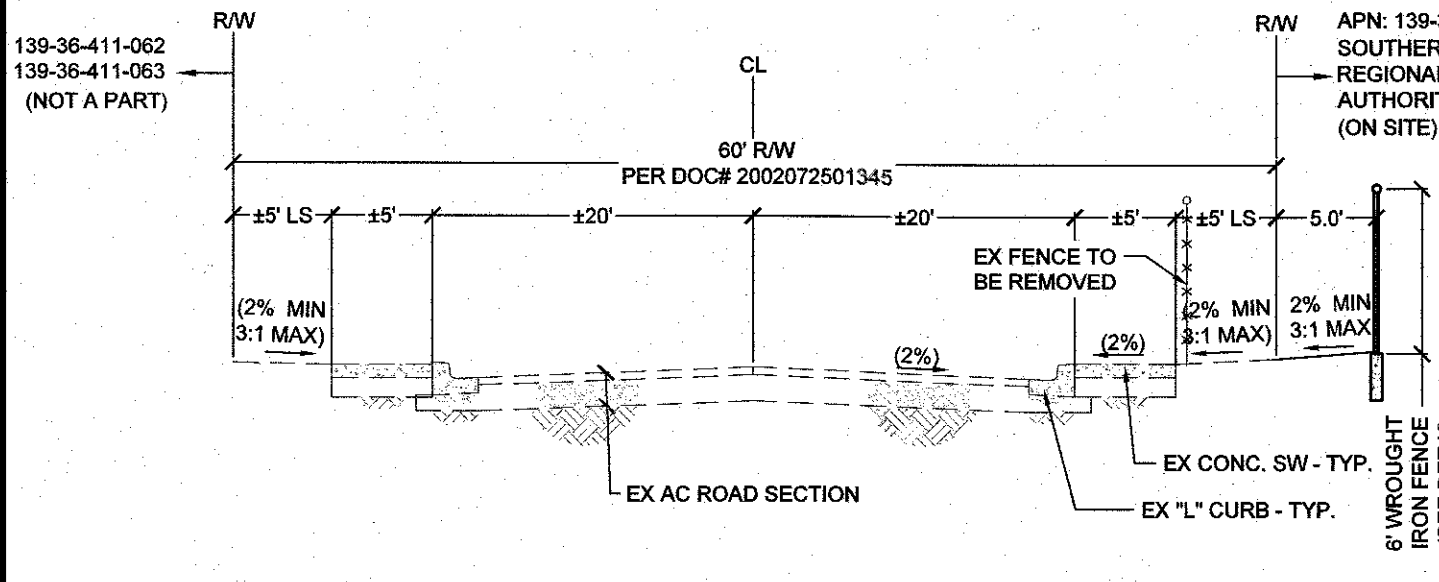 R/W
139-36-411-062
139-36-411-063
(NOT A PART)
CL
R/W
APN: 139-
SOUTHER
REGIONAL
AUTHORIT
(ON SITE)
60' R/W
PER DOC# 2002072501345
±5' LS
±5'
±20'
±20'
±5'
±5' LS
5.0'
EX FENCE TO
BE REMOVED
(2% MIN
3:1 MAX)
(2%)
(2%)
(2% MIN
3:1 MAX)
2% MIN
3:1 MAX
EX AC ROAD SECTION
EX CONC. SW - TYP.
EX "L" CURB - TYP.
6' WROUGHT
IRON FENCE